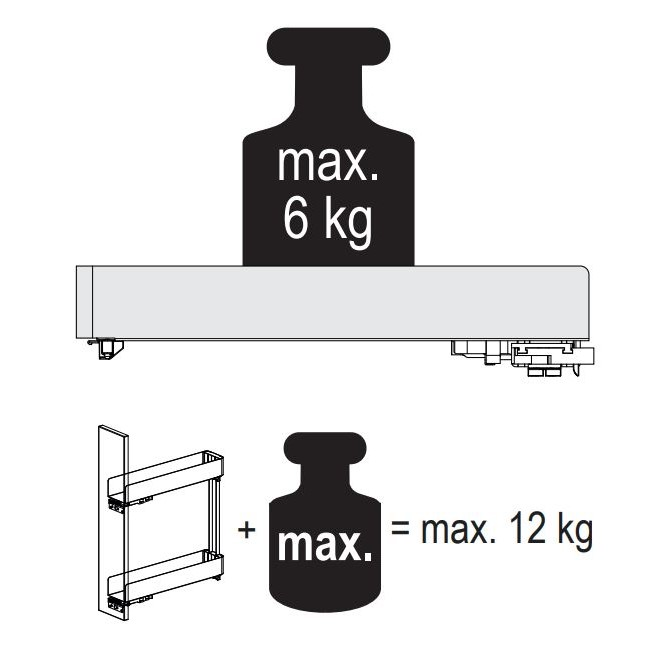 max.
6 kg
+ max. = max. 12 kg